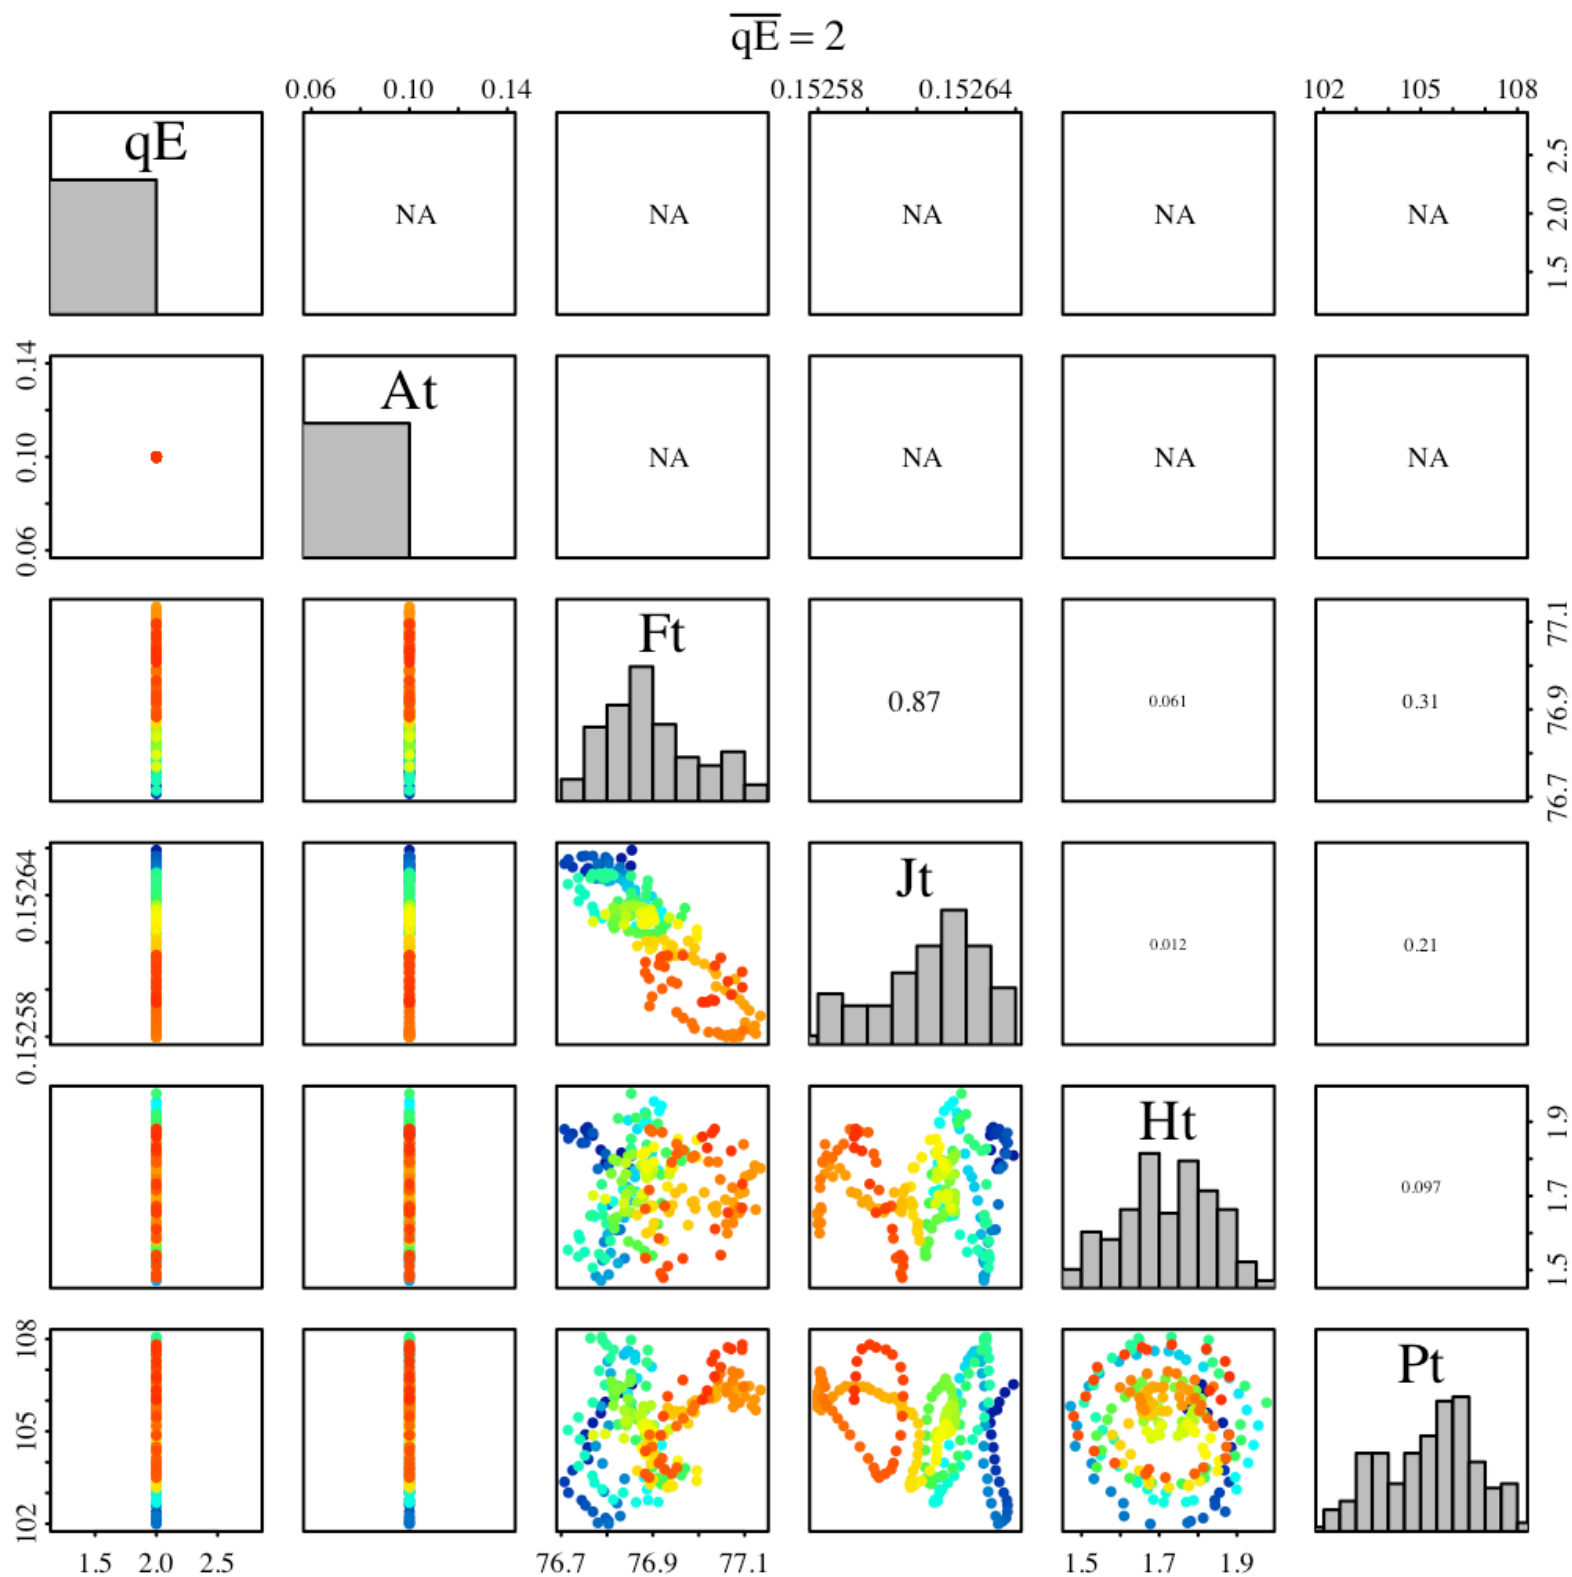 qE = 2
0.06 0.10 0.14 0.15258 0.15264 102 105 108
qE NA NA NA NA NA
1.5 2.0 2.5
0.06 0.10 0.14
At NA NA NA NA
Ft 0.87 0.061 0.31
76.7 76.9 77.1
0.15258 0.15264
Jt 0.012 0.21
Ht 0.097
1.5 1.7 1.9
102 105 108
Pt
1.5 2.0 2.5 76.7 76.9 77.1 1.5 1.7 1.9